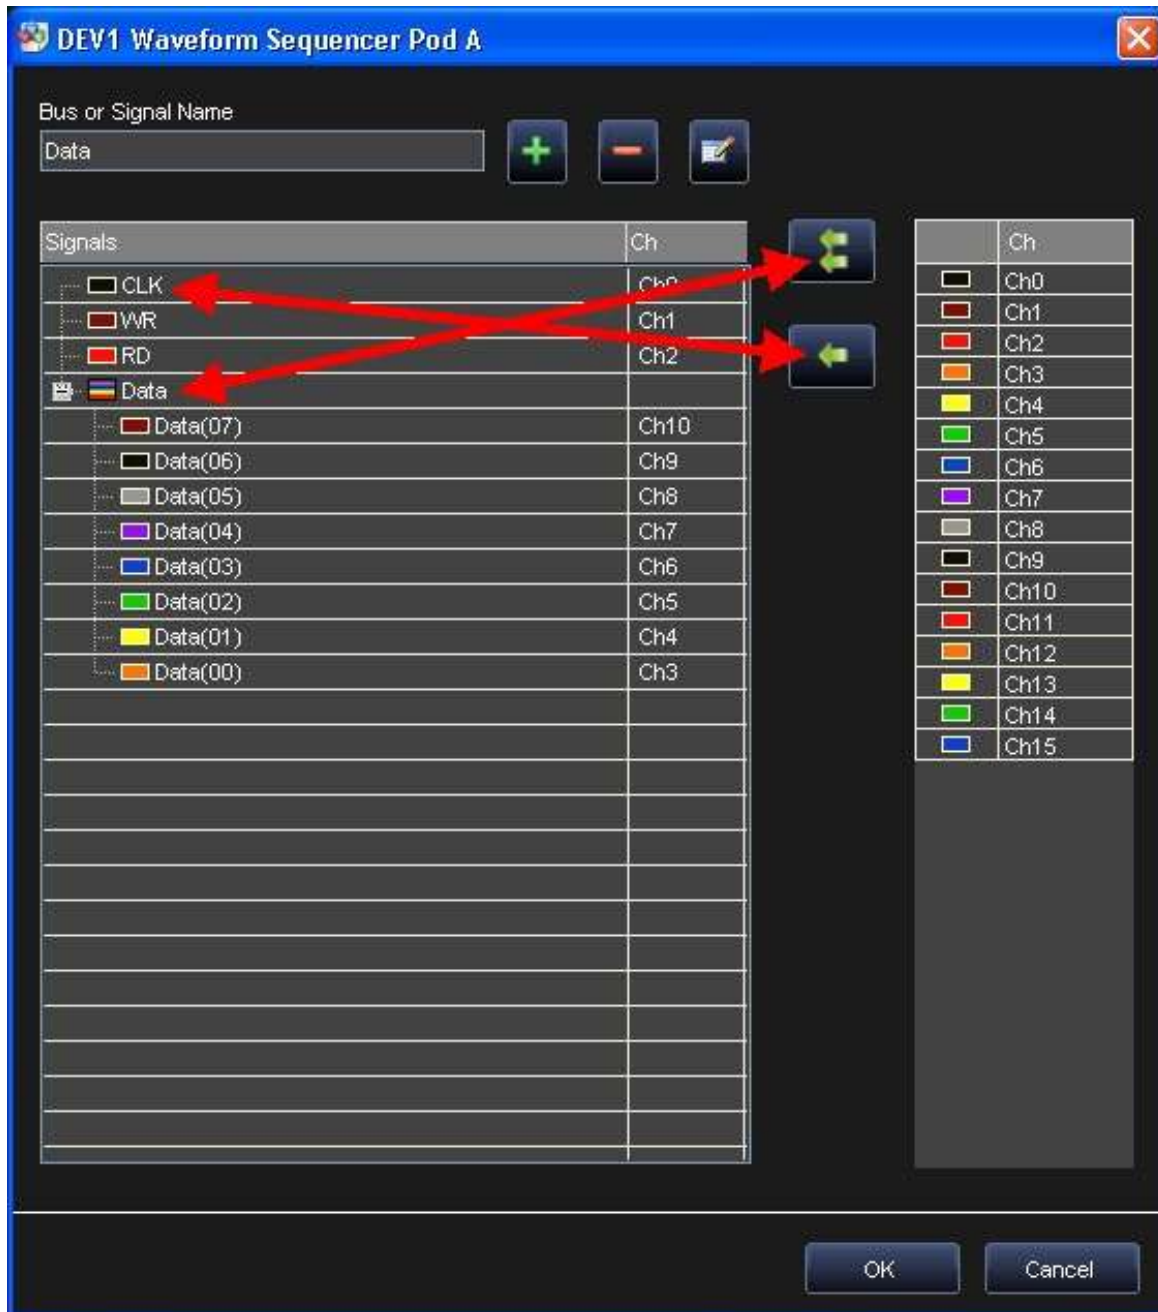 DEV1 Waveform Sequencer Pod A
Bus or Signal Name
Data
Signals Ch
CLK Ch0
WR Ch1
RD Ch2
Data
Data(07) Ch10
Data(06) Ch9
Data(05) Ch8
Data(04) Ch7
Data(03) Ch6
Data(02) Ch5
Data(01) Ch4
Data(00) Ch3
Ch
Ch0
Ch1
Ch2
Ch3
Ch4
Ch5
Ch6
Ch7
Ch8
Ch9
Ch10
Ch11
Ch12
Ch13
Ch14
Ch15
OK Cancel